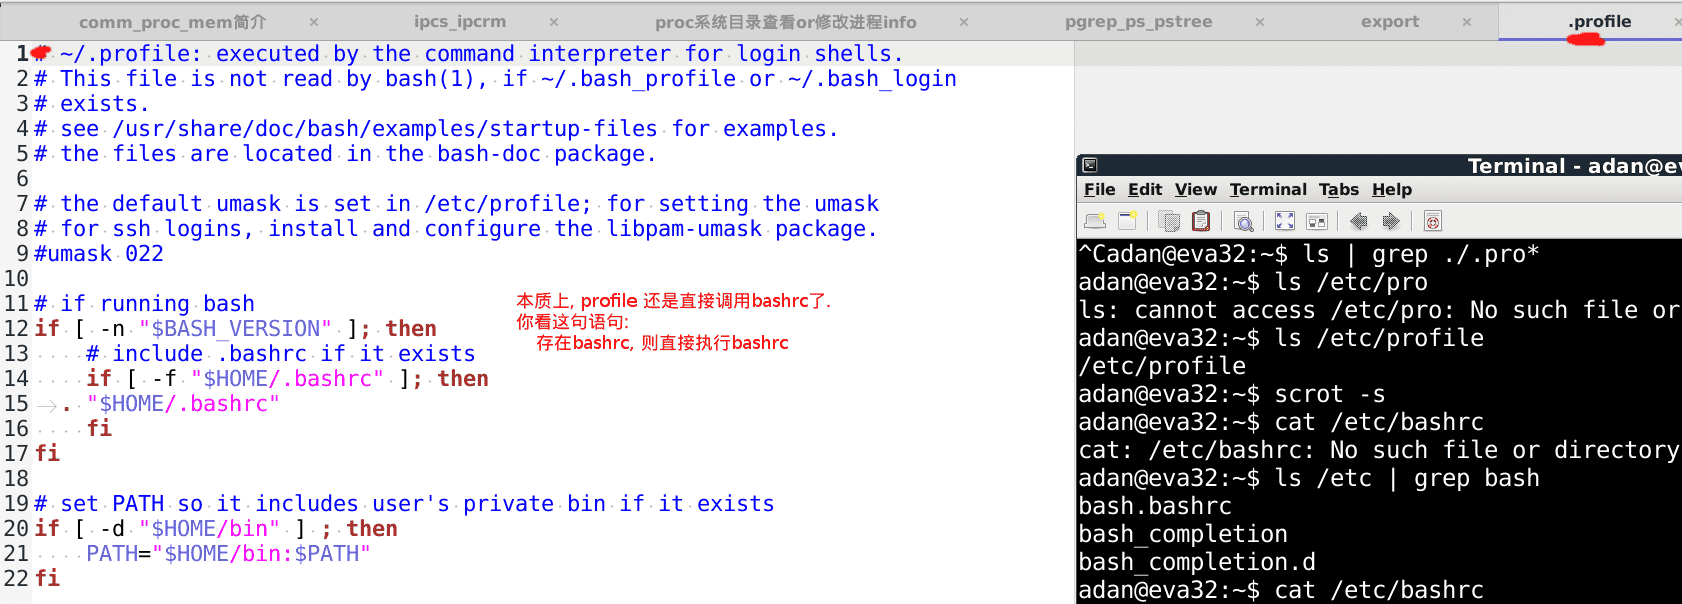 comm_proc_mem简介 × ipcs_ipcrm × proc系统目录查看or修改进程info × pgrep_ps_pstree × export × .profile ×
1 # ~/.profile: executed by the command interpreter for login shells.
2 # This file is not read by bash(1), if ~/.bash_profile or ~/.bash_login
3 # exists.
4 # see /usr/share/doc/bash/examples/startup-files for examples.
5 # the files are located in the bash-doc package.
6
7 # the default umask is set in /etc/profile; for setting the umask
8 # for ssh logins, install and configure the libpam-umask package.
9 #umask 022
10
11 # if running bash
12 if [ -n "$BASH_VERSION" ]; then
13     # include .bashrc if it exists
14     if [ -f "$HOME/.bashrc" ]; then
15 . "$HOME/.bashrc"
16     fi
17 fi
18
19 # set PATH so it includes user's private bin if it exists
20 if [ -d "$HOME/bin" ] ; then
21     PATH="$HOME/bin:$PATH"
22 fi
本质上, profile 还是直接调用bashrc了.
你看这句语句:
存在bashrc, 则直接执行bashrc
Terminal - adan@ev
File Edit View Terminal Tabs Help
^Cadan@eva32:~$ ls | grep ./.pro*
adan@eva32:~$ ls /etc/pro
ls: cannot access /etc/pro: No such file or
adan@eva32:~$ ls /etc/profile
/etc/profile
adan@eva32:~$ scrot -s
adan@eva32:~$ cat /etc/bashrc
cat: /etc/bashrc: No such file or directory
adan@eva32:~$ ls /etc | grep bash
bash.bashrc
bash_completion
bash_completion.d
adan@eva32:~$ cat /etc/bashrc